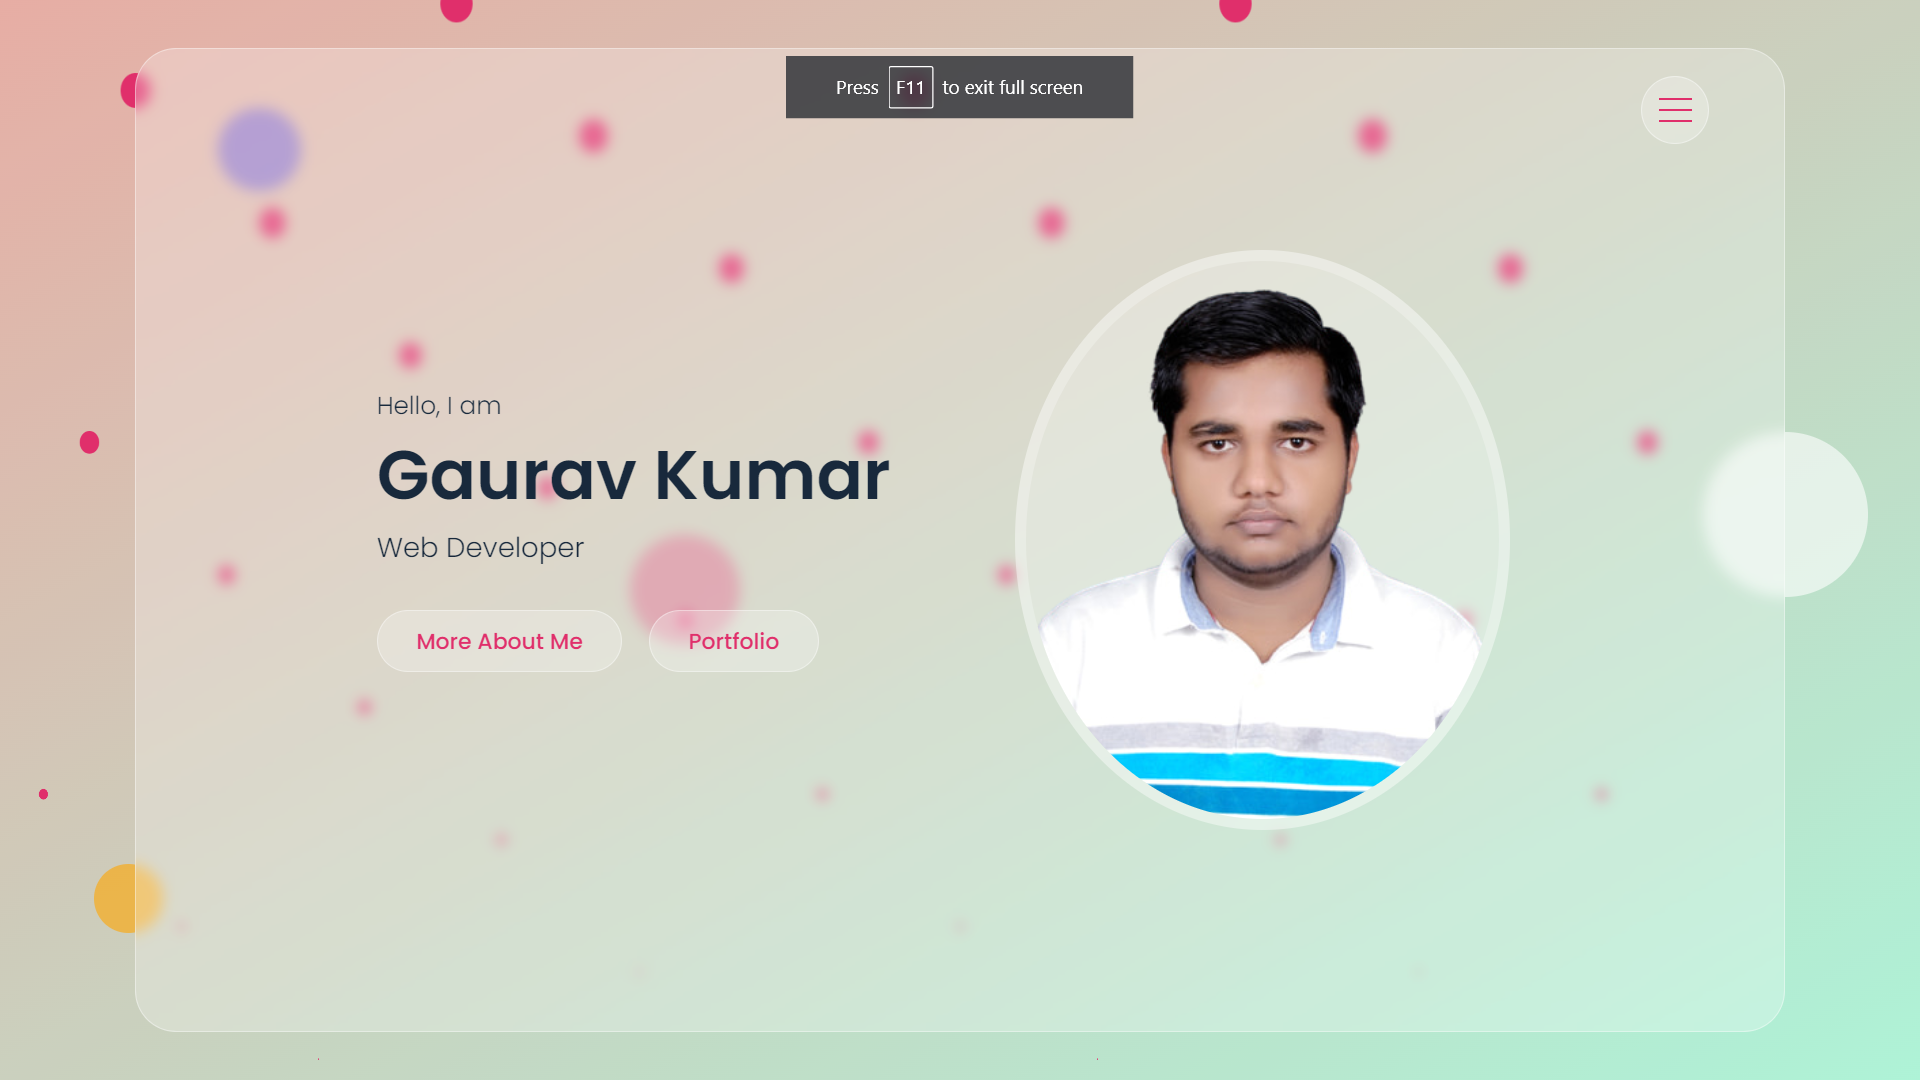 Press F11 to exit full screen
Hello, I am
Gaurav Kumar
Web Developer
More About Me
Portfolio